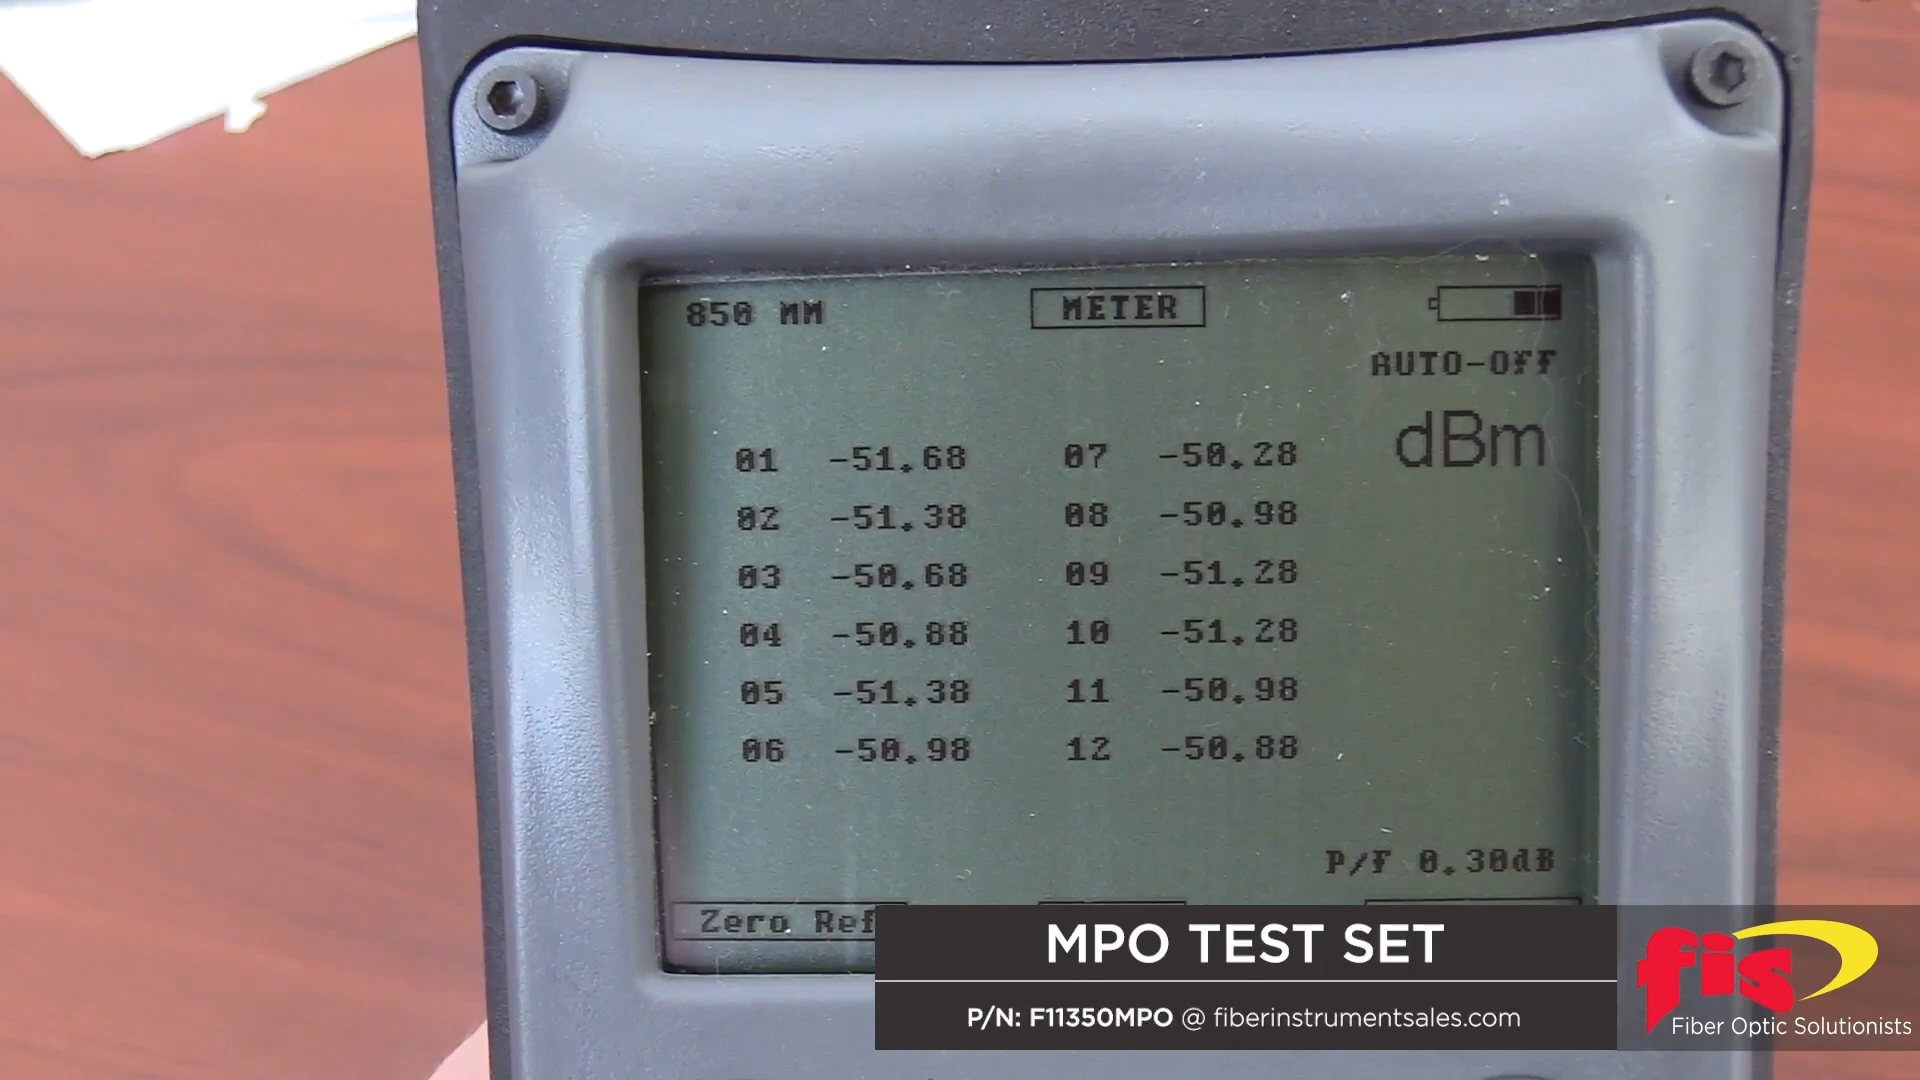 850 MM
METER
AUTO-OFF
dBm
01 -51.68 07 -50.28
02 -51.38 08 -50.98
03 -50.68 09 -51.28
04 -50.88 10 -51.28
05 -51.38 11 -50.98
06 -50.98 12 -50.88
P/F 0.30dB
Zero Ref
MPO TEST SET
P/N: F11350MPO @ fiberinstrumentsales.com
fis
Fiber Optic Solutionists